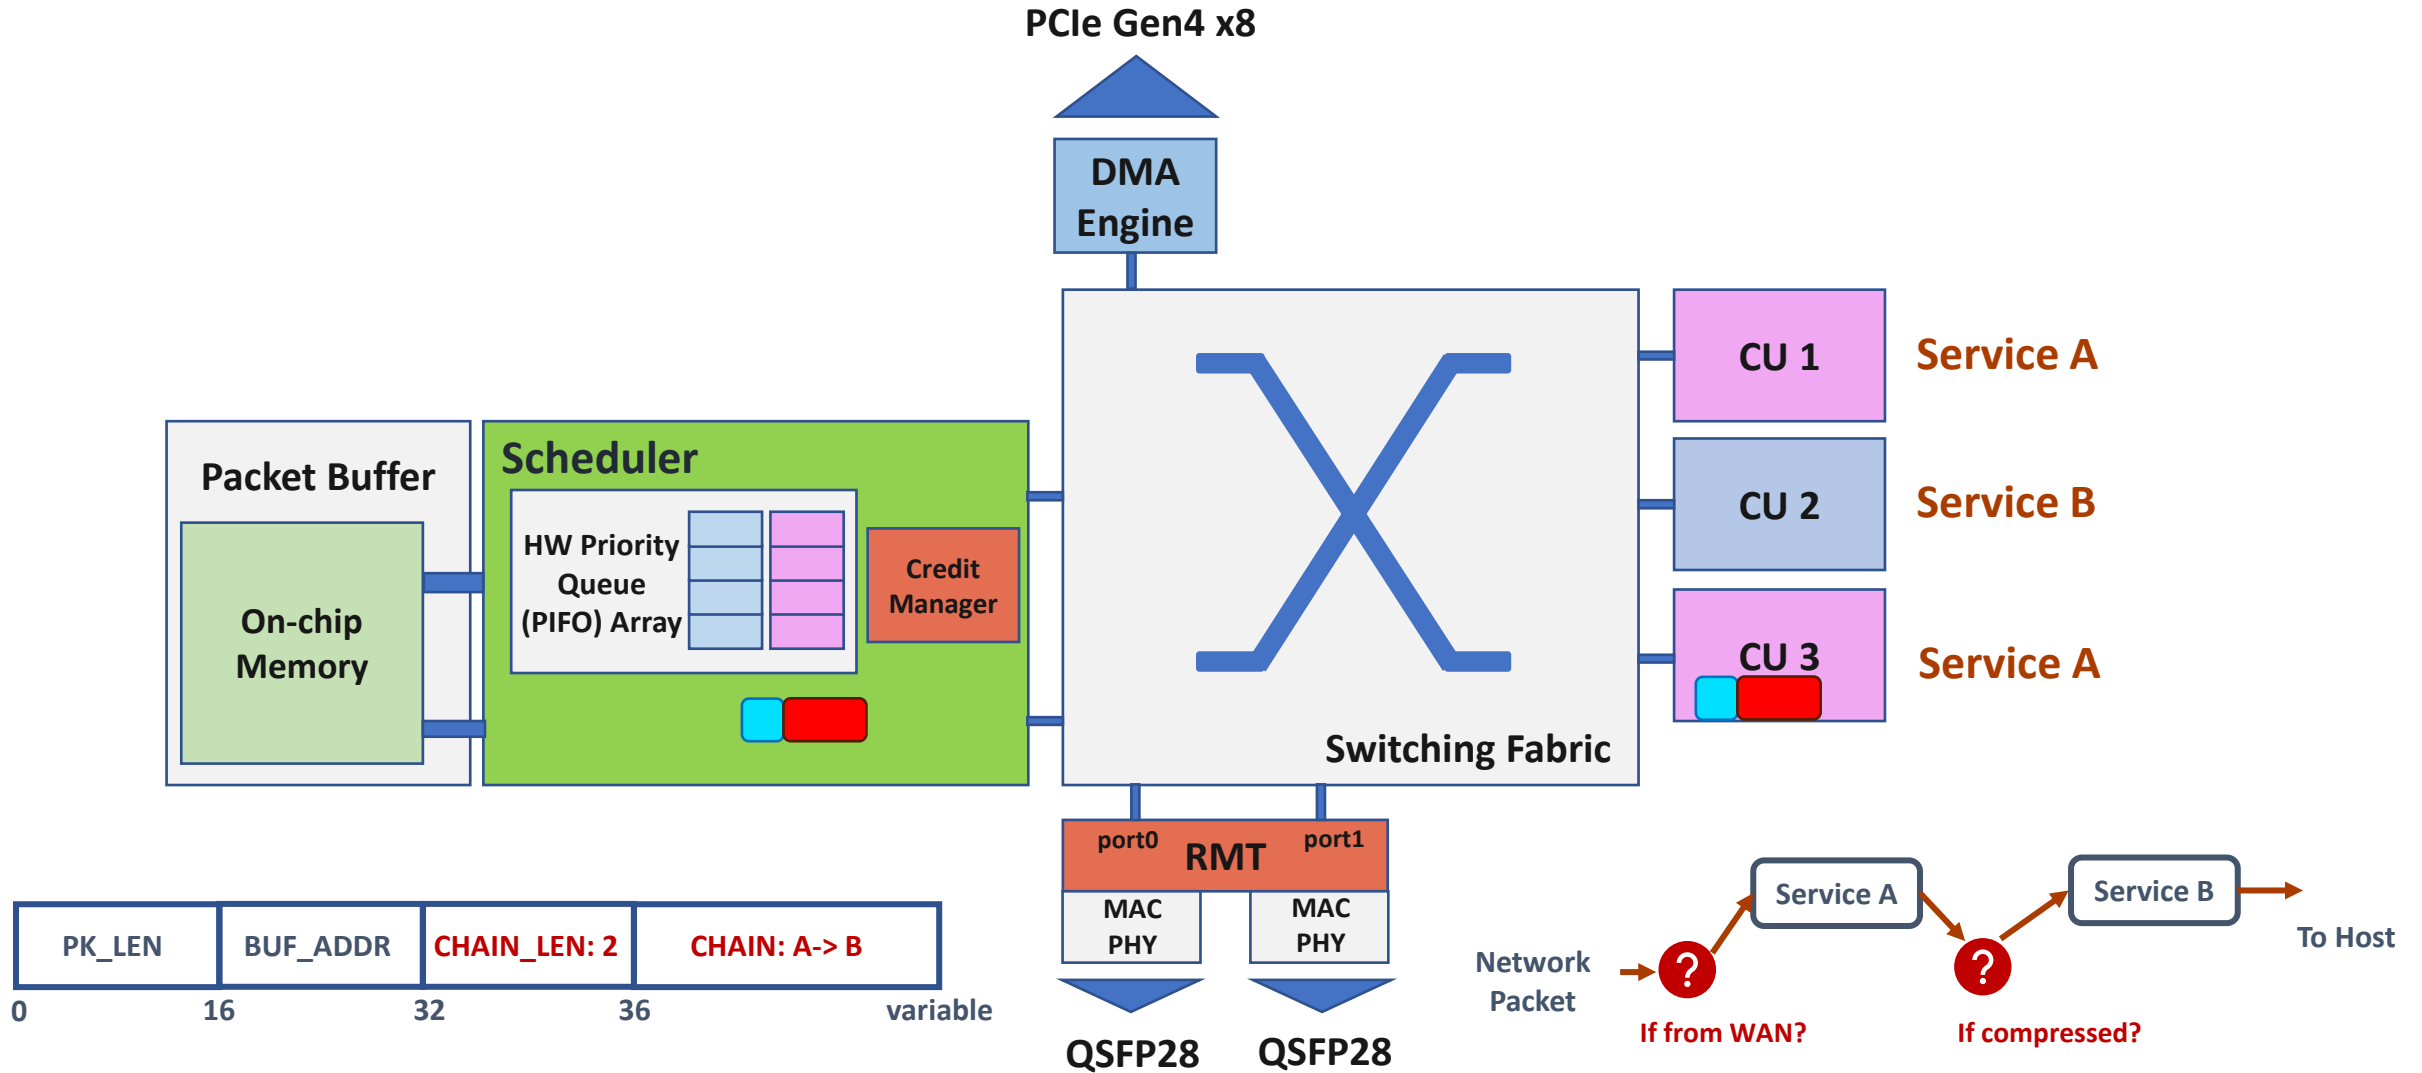 PCIe Gen4 x8
DMA
Engine
CU 1
Service A
Packet Buffer
Scheduler
CU 2
Service B
HW Priority
Queue
(PIFO) Array
Credit
Manager
On-chip
Memory
CU 3
Service A
Switching Fabric
port0
RMT
port1
MAC
PHY
MAC
PHY
QSFP28
QSFP28
PK_LEN
BUF_ADDR
CHAIN_LEN: 2
CHAIN: A-> B
0
16
32
36
variable
Network
Packet
?
If from WAN?
Service A
?
If compressed?
Service B
To Host